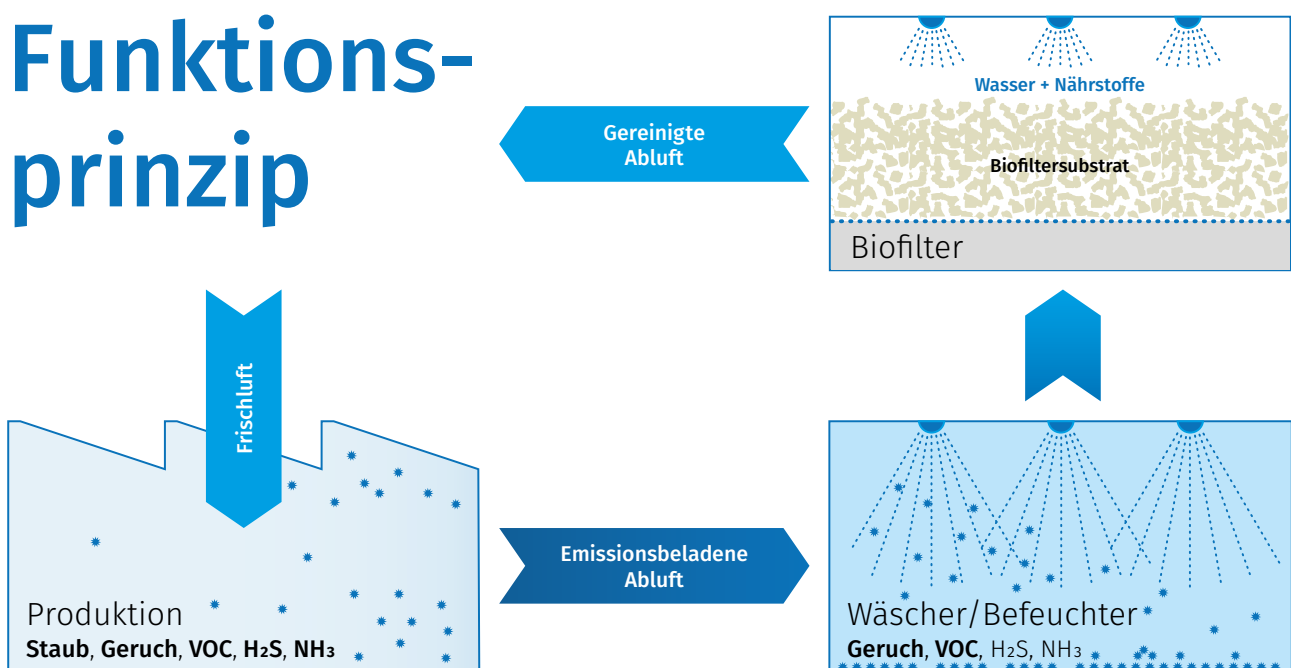 Funktions-
prinzip
Wasser + Nährstoffe
Gereinigte
Abluft
Biofiltersubstrat
Biofilter
Frischluft
Emissionsbeladene
Abluft
Produktion
Staub, Geruch, VOC, H₂S, NH₃
Wäscher/Befeuchter
Geruch, VOC, H₂S, NH₃